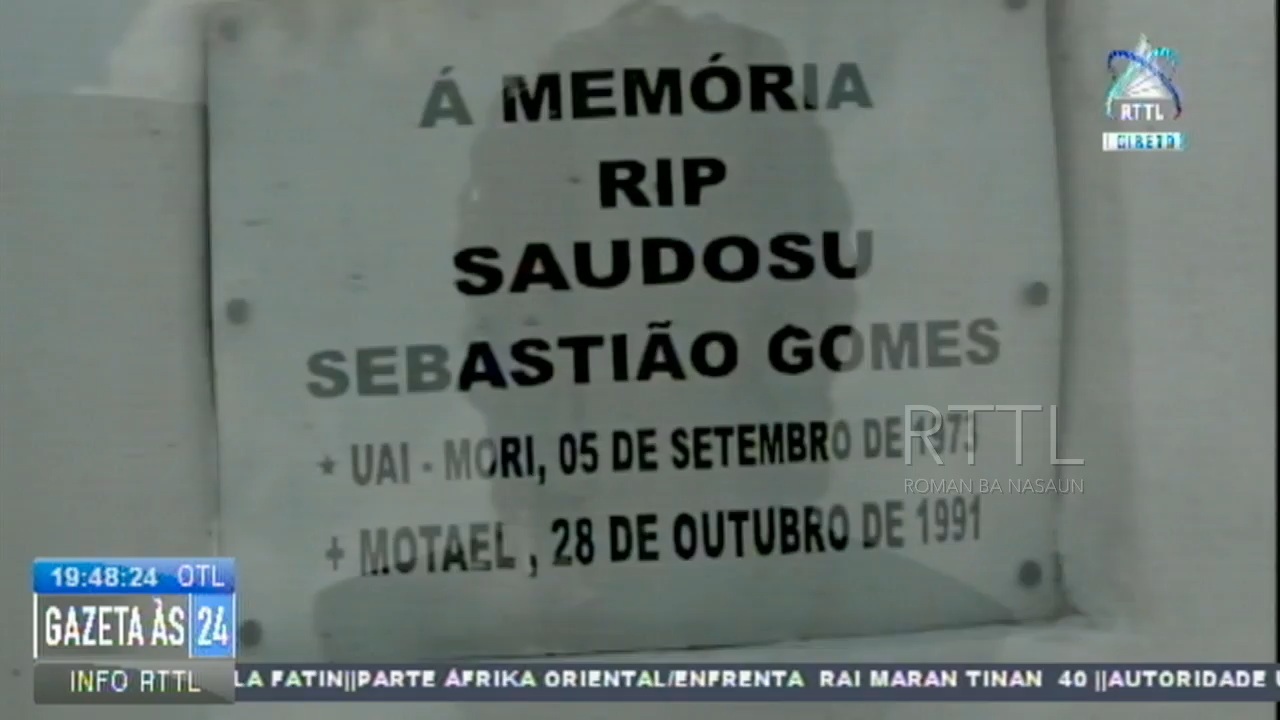 Á MEMÓRIA
RIP
SAUDOSU
SEBASTIÃO GOMES
* UAI - MORI, 05 DE SETEMBRO DE 1973
+ MOTAEL , 28 DE OUTUBRO DE 1991
RTTL
DIRETO
RTTL
ROMAN BA NASAUN
19:48:24 OTL
GAZETA ÀS 24
INFO RTTL
LA FATIN||PARTE ÁFRIKA ORIENTAL/ENFRENTA RAI MARAN TINAN 40 ||AUTORIDADE